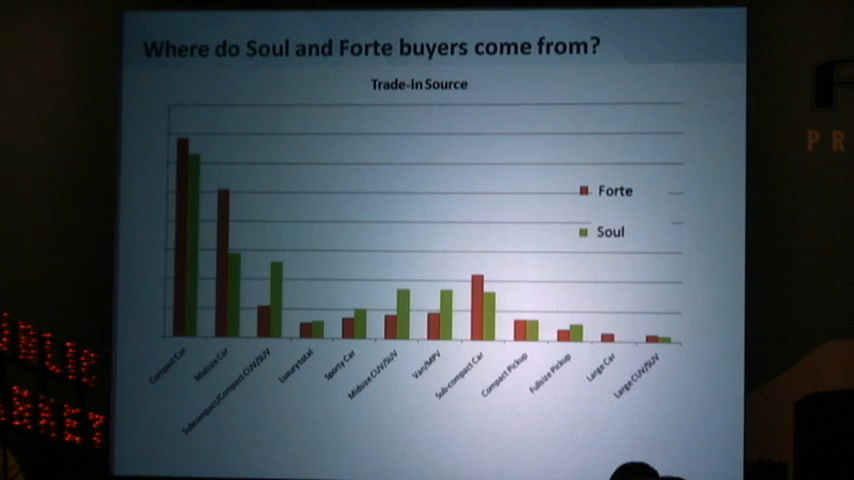 Where do Soul and Forte buyers come from?
Trade-in Source
Forte
Soul
Compact Car
Midsize Car
Subcompact/Compact CUV/SUV
Luxury total
Sporty Car
Midsize CUV/SUV
Van/MPV
Sub-compact Car
Compact Pickup
Fullsize Pickup
Large Car
Large CUV/SUV
P R
UBLIC
ARKET